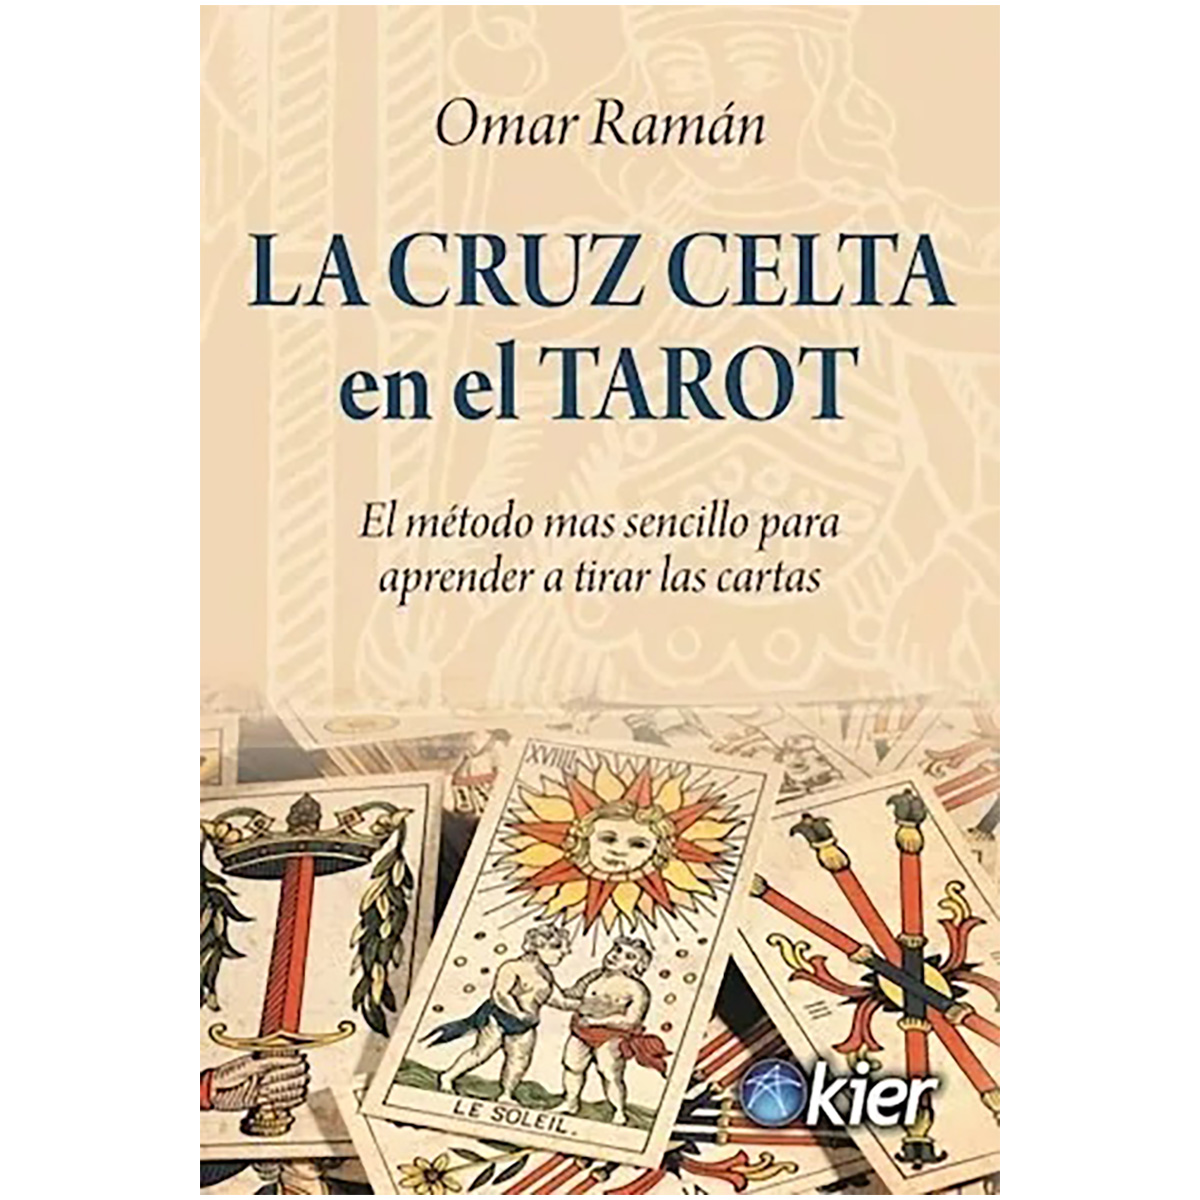 Omar Ramán
LA CRUZ CELTA
en el TAROT
El método mas sencillo para
aprender a tirar las cartas
XVIIII
LE SOLEIL.
kier